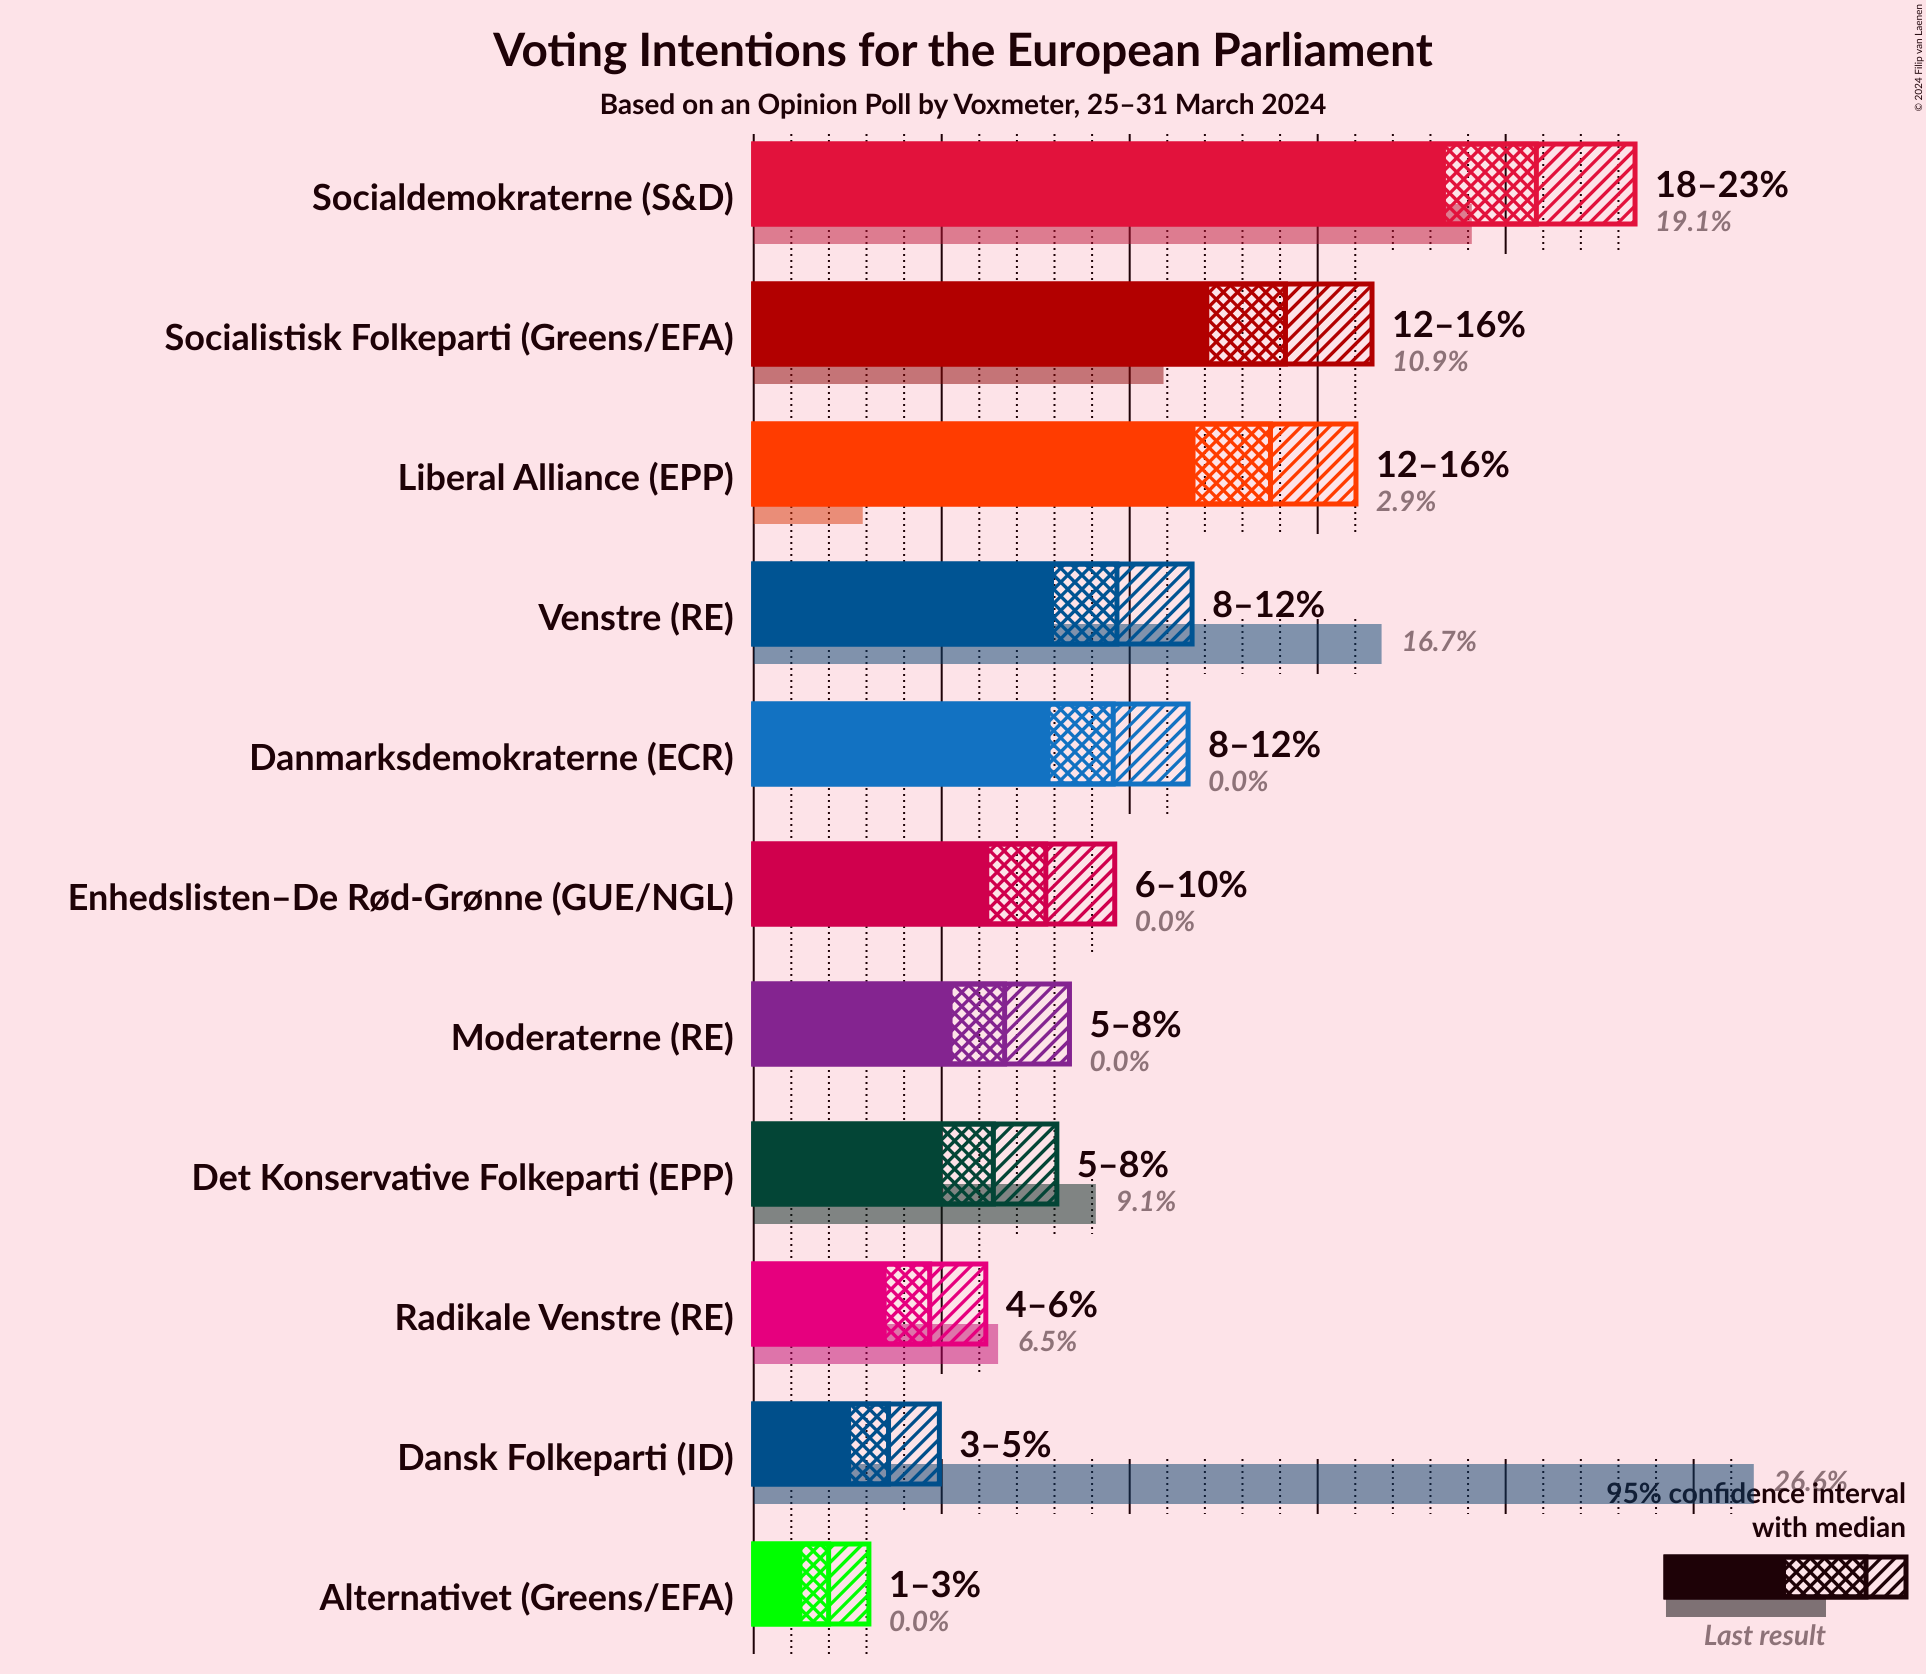 Voting Intentions for the European Parliament
Based on an Opinion Poll by Voxmeter, 25–31 March 2024
© 2024 Filip van Laenen
Socialdemokraterne (S&D)
18–23%
19.1%
Socialistisk Folkeparti (Greens/EFA)
12–16%
10.9%
Liberal Alliance (EPP)
12–16%
2.9%
Venstre (RE)
8–12%
16.7%
Danmarksdemokraterne (ECR)
8–12%
0.0%
Enhedslisten–De Rød-Grønne (GUE/NGL)
6–10%
0.0%
Moderaterne (RE)
5–8%
0.0%
Det Konservative Folkeparti (EPP)
5–8%
9.1%
Radikale Venstre (RE)
4–6%
6.5%
Dansk Folkeparti (ID)
3–5%
26.6%
Alternativet (Greens/EFA)
1–3%
0.0%
95% confidence interval
with median
Last result